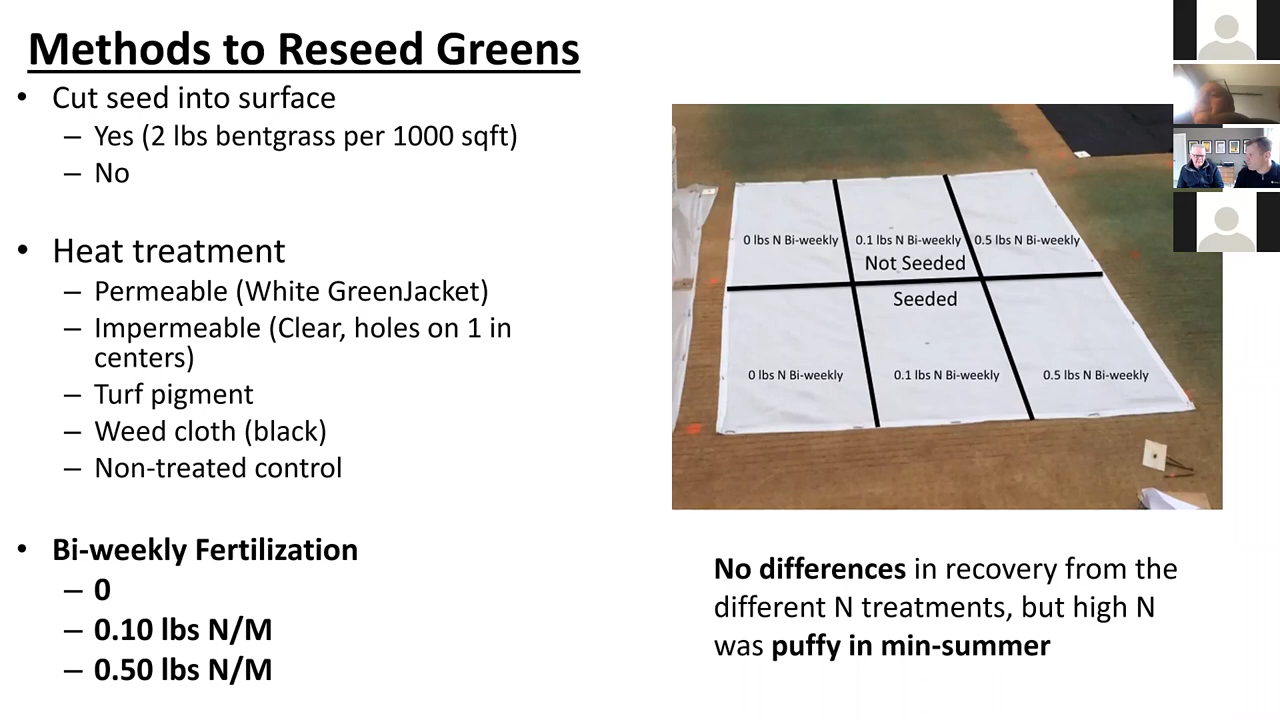 Methods to Reseed Greens
• Cut seed into surface
– Yes (2 lbs bentgrass per 1000 sqft)
– No
• Heat treatment
– Permeable (White GreenJacket)
– Impermeable (Clear, holes on 1 in
centers)
– Turf pigment
– Weed cloth (black)
– Non-treated control
• Bi-weekly Fertilization
– 0
– 0.10 lbs N/M
– 0.50 lbs N/M
0 lbs N Bi-weekly 0.1 lbs N Bi-weekly 0.5 lbs N Bi-weekly
Not Seeded
Seeded
0 lbs N Bi-weekly 0.1 lbs N Bi-weekly 0.5 lbs N Bi-weekly
No differences in recovery from the
different N treatments, but high N
was puffy in min-summer